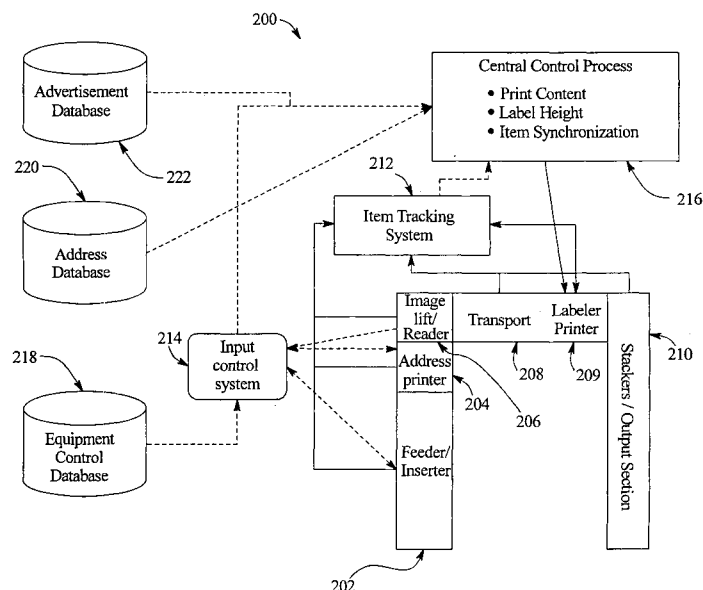 200
Advertisement
Database
222
Central Control Process
• Print Content
• Label Height
• Item Synchronization
216
220
Address
Database
212
Item Tracking
System
214
Input
control
system
218
Equipment
Control
Database
Image
lift/
Reader
Transport
Labeler
Printer
Address
printer
204
206
208
209
210
Stackers / Output Section
Feeder/
Inserter
202